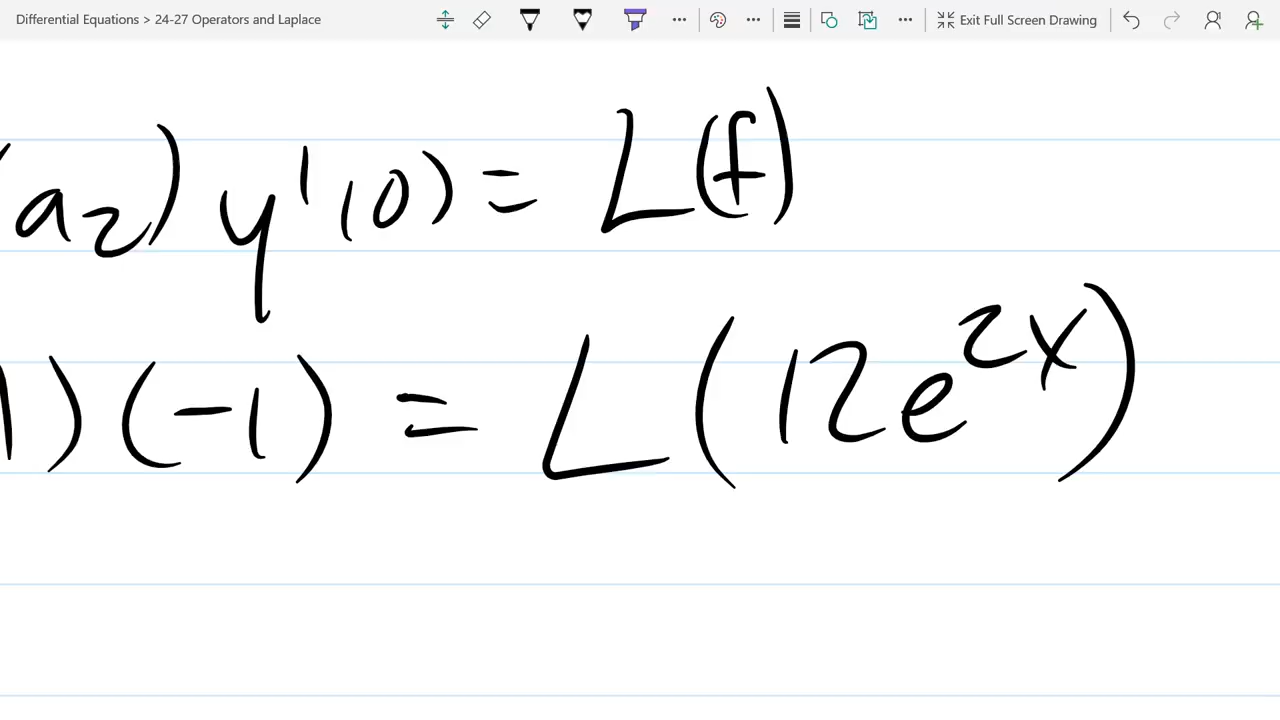 Differential Equations > 24-27 Operators and Laplace Exit Full Screen Drawing
(a₂) y'(0) = L(f)
1)(-1) = L(12e^{2x})